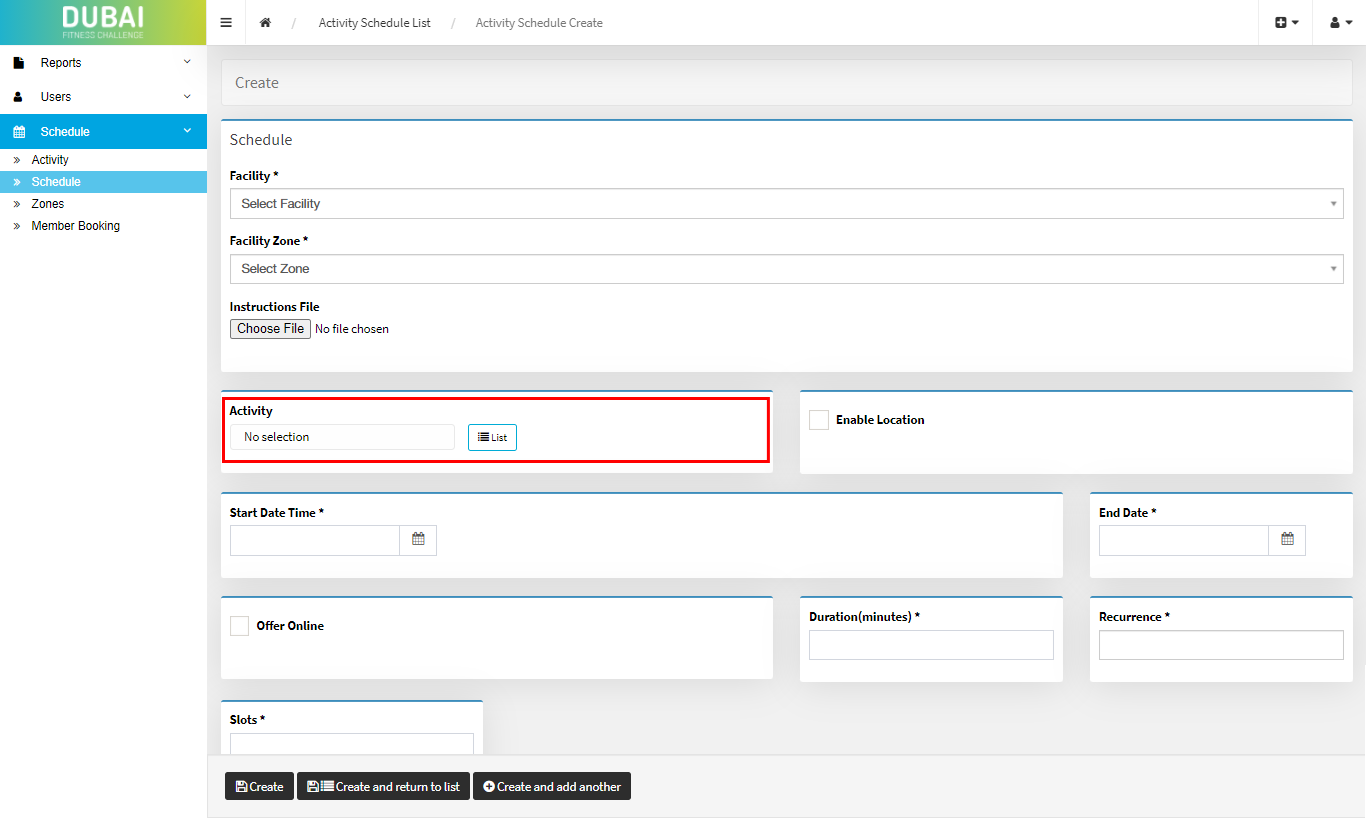 DUBAI
FITNESS CHALLENGE
/ Activity Schedule List / Activity Schedule Create
Reports
Users
Schedule
Activity
Schedule
Zones
Member Booking
Create
Schedule
Facility *
Select Facility
Facility Zone *
Select Zone
Instructions File
Choose File No file chosen
Activity
No selection
List
Enable Location
Start Date Time *
End Date *
Offer Online
Duration(minutes) *
Recurrence *
Slots *
Create
Create and return to list
Create and add another